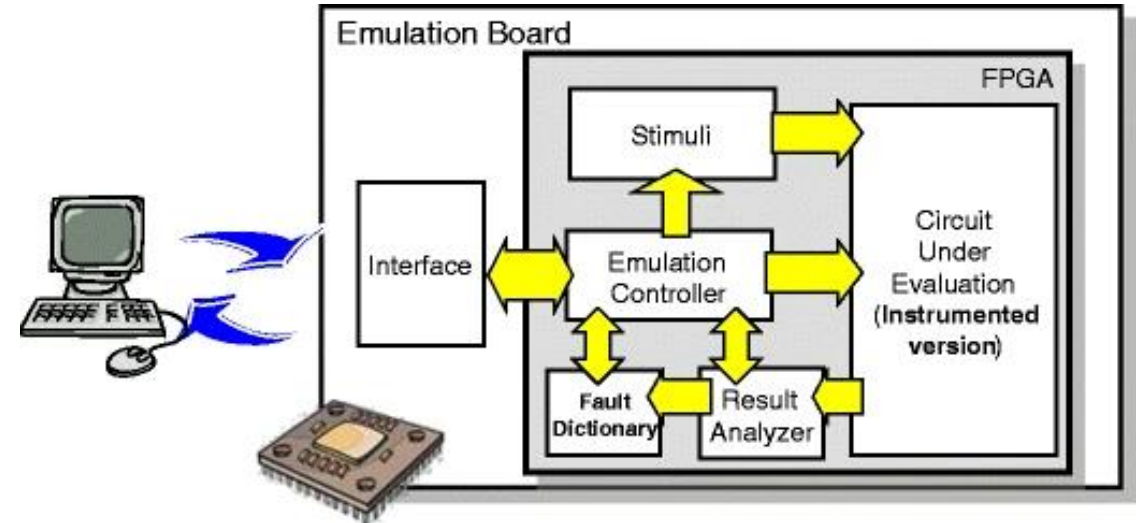 Emulation Board
FPGA
Stimuli
Interface
Emulation
Controller
Circuit
Under
Evaluation
(Instrumented
version)
Fault
Dictionary
Result
Analyzer